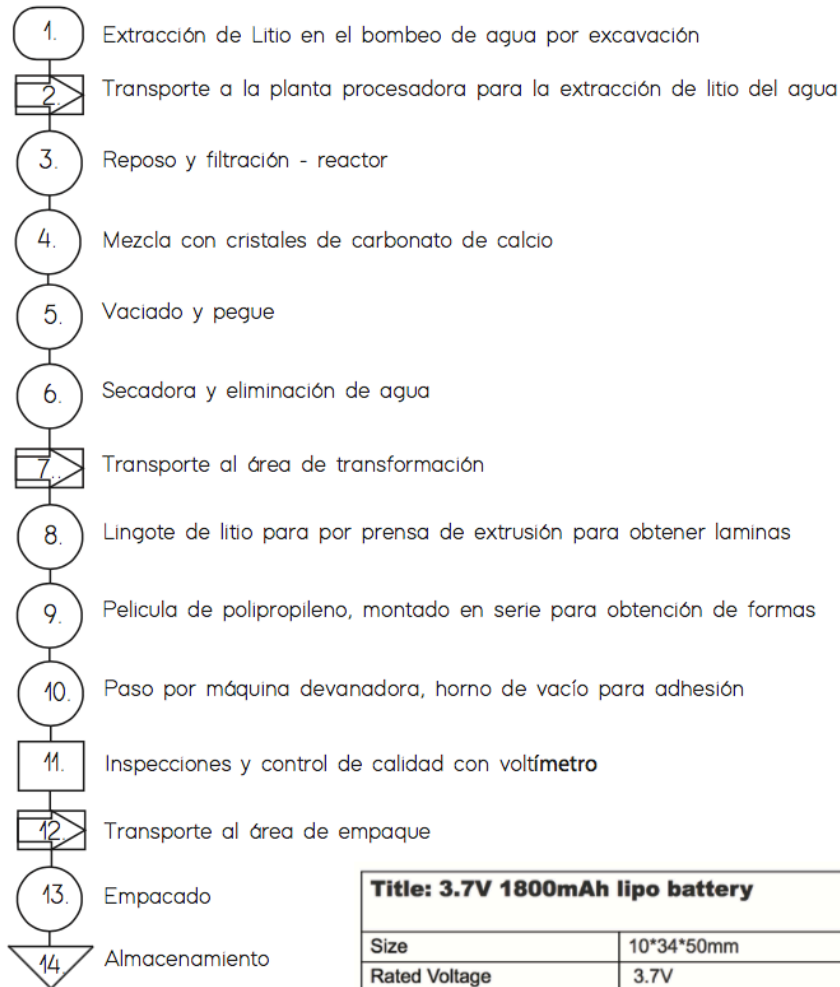 1. Extracción de Litio en el bombeo de agua por excavación
2. Transporte a la planta procesadora para la extracción de litio del agua
3. Reposo y filtración - reactor
4. Mezcla con cristales de carbonato de calcio
5. Vaciado y pegue
6. Secadora y eliminación de agua
7.. Transporte al área de transformación
8. Lingote de litio para por prensa de extrusión para obtener laminas
9. Pelicula de polipropileno, montado en serie para obtención de formas
10. Paso por máquina devanadora, horno de vacío para adhesión
11. Inspecciones y control de calidad con voltímetro
12. Transporte al área de empaque
13. Empacado
14. Almacenamiento
Title: 3.7V 1800mAh lipo battery
Size 10*34*50mm
Rated Voltage 3.7V